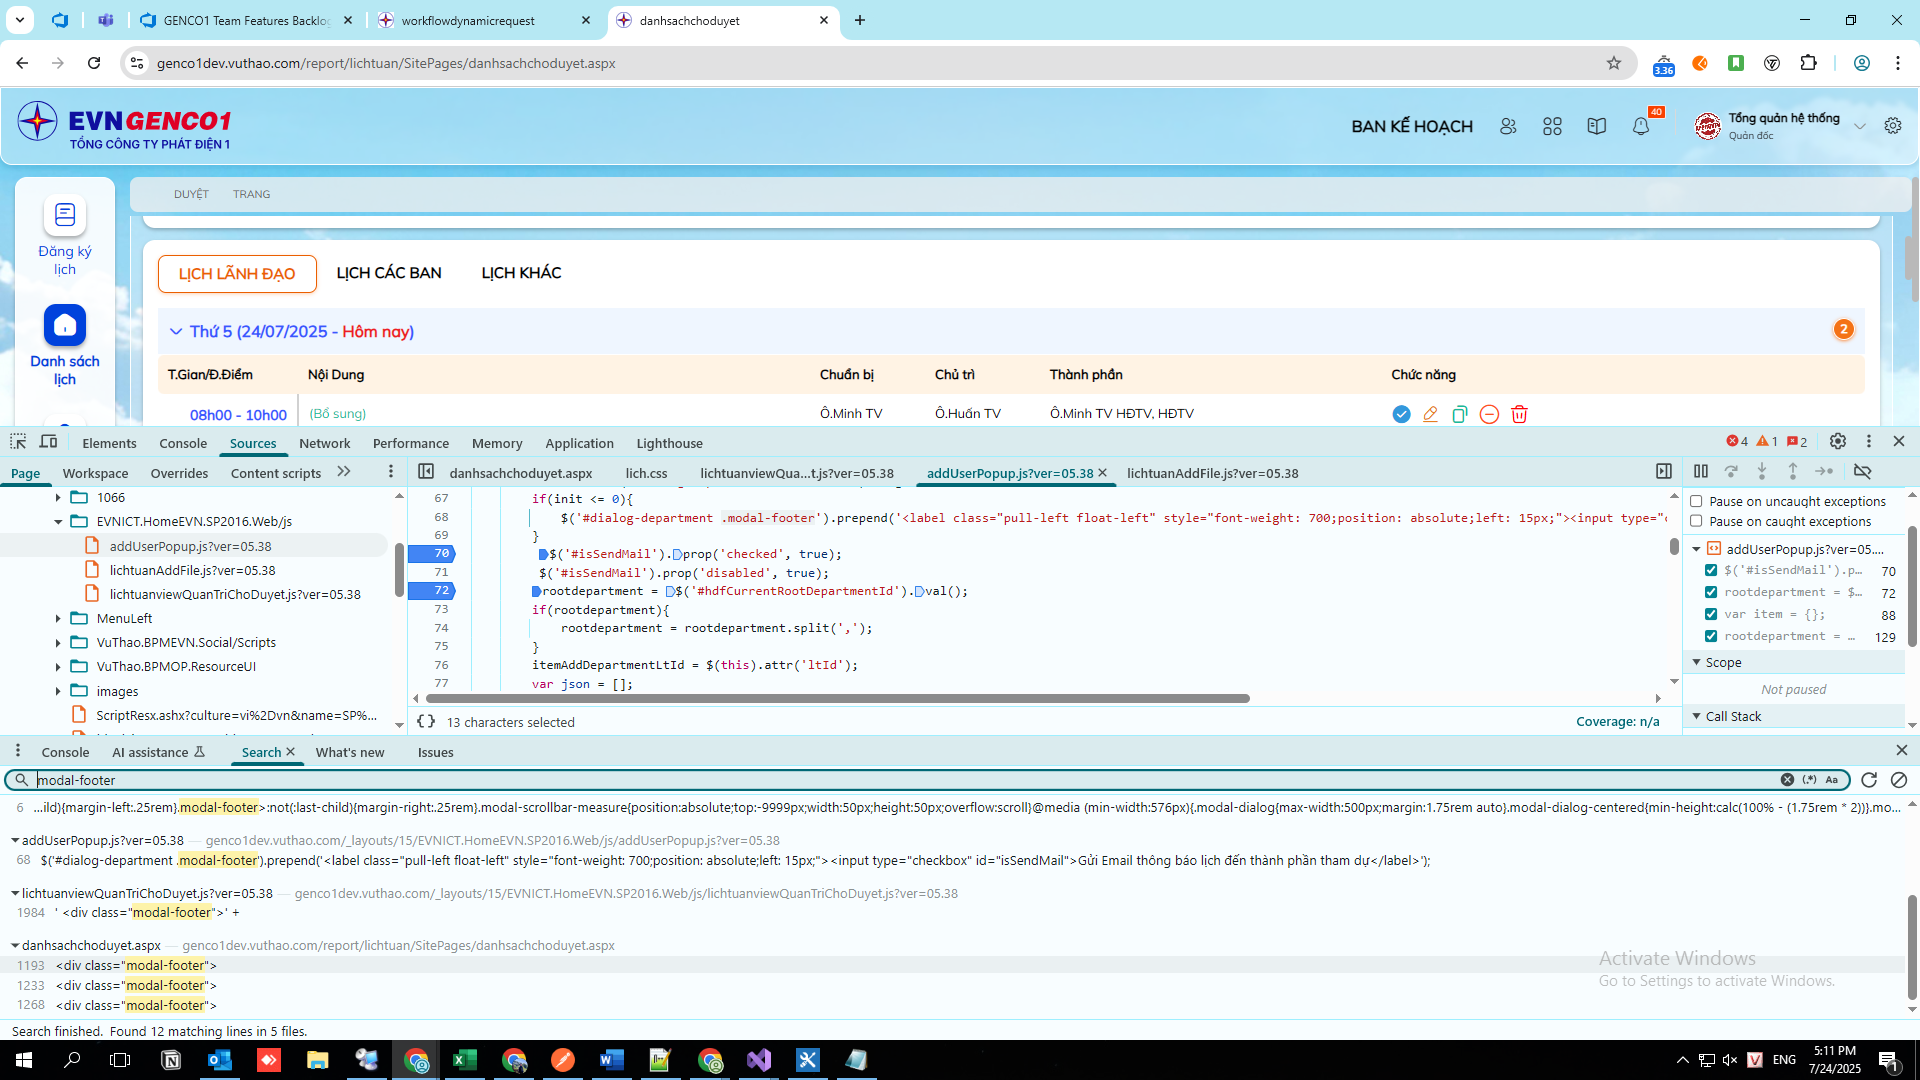 GENCO1 Team Features Backlog
workflowdynamicrequest
danhsachchoduyet
genco1dev.vuthao.com/report/lichtuan/SitePages/danhsachchoduyet.aspx
3.36
EVNGENCO1
TỔNG CÔNG TY PHÁT ĐIỆN 1
BAN KẾ HOẠCH
40
Tổng quản hệ thống
Quản đốc
DUYỆT TRANG
Đăng ký lịch
Danh sách lịch
LỊCH LÃNH ĐẠO LỊCH CÁC BAN LỊCH KHÁC
Thứ 5 (24/07/2025 - Hôm nay)
2
T.Gian/Đ.Điểm Nội Dung Chuẩn bị Chủ trì Thành phần Chức năng
08h00 - 10h00 (Bổ sung) Ô.Minh TV Ô.Huấn TV Ô.Minh TV HĐTV, HĐTV
Elements Console Sources Network Performance Memory Application Lighthouse
4 1 2
Page Workspace Overrides Content scripts
danhsachchoduyet.aspx lich.css lichtuanviewQua...t.js?ver=05.38 addUserPopup.js?ver=05.38 lichtuanAddFile.js?ver=05.38
1066
EVNICT.HomeEVN.SP2016.Web/js
addUserPopup.js?ver=05.38
lichtuanAddFile.js?ver=05.38
lichtuanviewQuanTriChoDuyet.js?ver=05.38
MenuLeft
VuThao.BPMEVN.Social/Scripts
VuThao.BPMOP.ResourceUI
images
ScriptResx.ashx?culture=vi%2Dvn&name=SP%...
67 if(init <= 0){
68 $('#dialog-department .modal-footer').prepend('<label class="pull-left float-left" style="font-weight: 700;position: absolute;left: 15px;"><input type="c
69 }
70 $('#isSendMail').prop('checked', true);
71 $('#isSendMail').prop('disabled', true);
72 rootdepartment = $('#hdfCurrentRootDepartmentId').val();
73 if(rootdepartment){
74 rootdepartment = rootdepartment.split(',');
75 }
76 itemAddDepartmentLtId = $(this).attr('ltId');
77 var json = [];
{} 13 characters selected
Coverage: n/a
Pause on uncaught exceptions
Pause on caught exceptions
addUserPopup.js?ver=05....
$('#isSendMail').p... 70
rootdepartment = $... 72
var item = {}; 88
rootdepartment = ... 129
Scope
Not paused
Call Stack
Console AI assistance Search What's new Issues
modal-footer
(.*) Aa
6 ...ild){margin-left:.25rem}.modal-footer>:not(:last-child){margin-right:.25rem}.modal-scrollbar-measure{position:absolute;top:-9999px;width:50px;height:50px;overflow:scroll}@media (min-width:576px){.modal-dialog{max-width:500px;margin:1.75rem auto}.modal-dialog-centered{min-height:calc(100% - (1.75rem * 2))}.mo...
addUserPopup.js?ver=05.38 — genco1dev.vuthao.com/_layouts/15/EVNICT.HomeEVN.SP2016.Web/js/addUserPopup.js?ver=05.38
68 $('#dialog-department .modal-footer').prepend('<label class="pull-left float-left" style="font-weight: 700;position: absolute;left: 15px;"><input type="checkbox" id="isSendMail">Gửi Email thông báo lịch đến thành phần tham dự</label>');
lichtuanviewQuanTriChoDuyet.js?ver=05.38 — genco1dev.vuthao.com/_layouts/15/EVNICT.HomeEVN.SP2016.Web/js/lichtuanviewQuanTriChoDuyet.js?ver=05.38
1984 ' <div class="modal-footer">' +
danhsachchoduyet.aspx — genco1dev.vuthao.com/report/lichtuan/SitePages/danhsachchoduyet.aspx
1193 <div class="modal-footer">
1233 <div class="modal-footer">
1268 <div class="modal-footer">
Activate Windows
Go to Settings to activate Windows.
Search finished. Found 12 matching lines in 5 files.
ENG
5:11 PM
7/24/2025
1